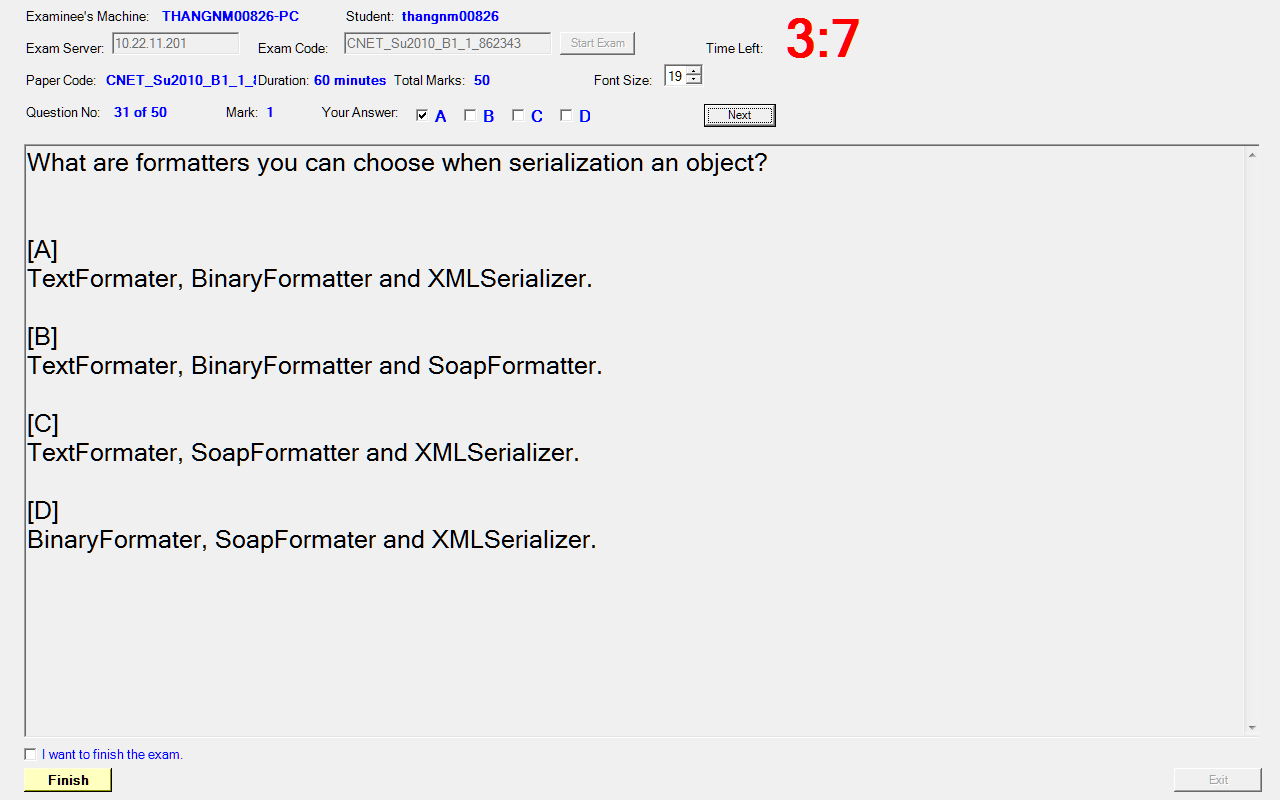 Examinee's Machine: THANGNM00826-PC Student: thangnm00826
Exam Server: 10.22.11.201 Exam Code: CNET_Su2010_B1_1_862343 Start Exam Time Left: 3:7
Paper Code: CNET_Su2010_B1_1_ Duration: 60 minutes Total Marks: 50 Font Size: 19
Question No: 31 of 50 Mark: 1 Your Answer: A B C D Next
What are formatters you can choose when serialization an object?
[A]
TextFormater, BinaryFormatter and XMLSerializer.
[B]
TextFormater, BinaryFormatter and SoapFormatter.
[C]
TextFormater, SoapFormatter and XMLSerializer.
[D]
BinaryFormater, SoapFormater and XMLSerializer.
I want to finish the exam.
Finish Exit